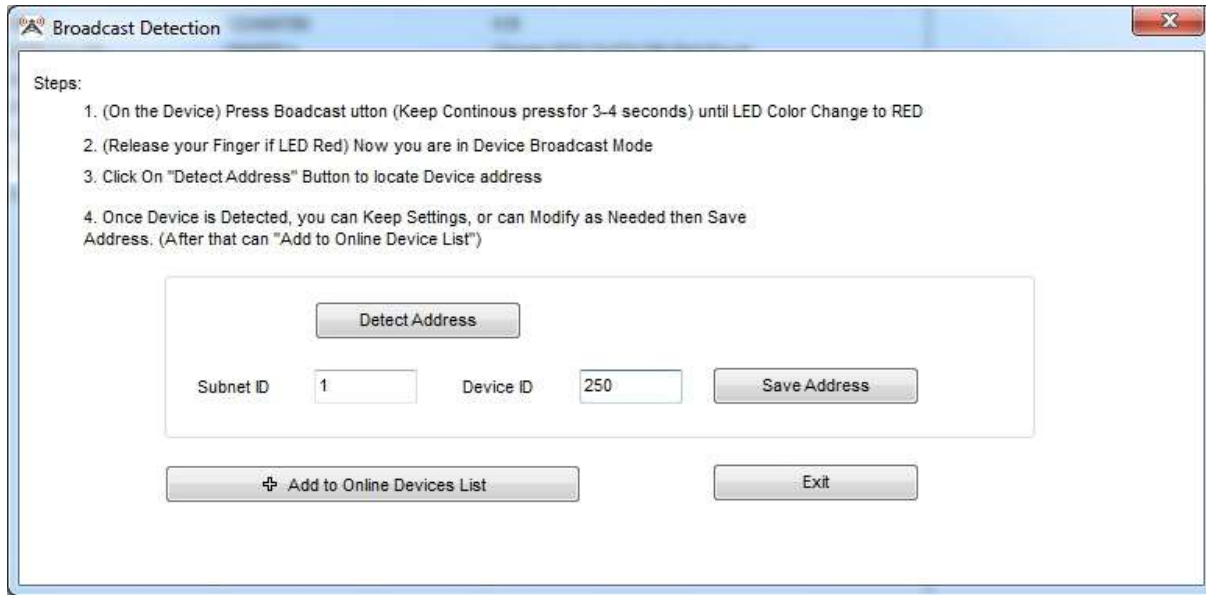 Broadcast Detection
Steps:
1. (On the Device) Press Boadcast utton (Keep Continous press for 3-4 seconds) until LED Color Change to RED
2. (Release your Finger if LED Red) Now you are in Device Broadcast Mode
3. Click On "Detect Address" Button to locate Device address
4. Once Device is Detected, you can Keep Settings, or can Modify as Needed then Save
Address. (After that can "Add to Online Device List")
Detect Address
Subnet ID 1 Device ID 250 Save Address
Add to Online Devices List Exit